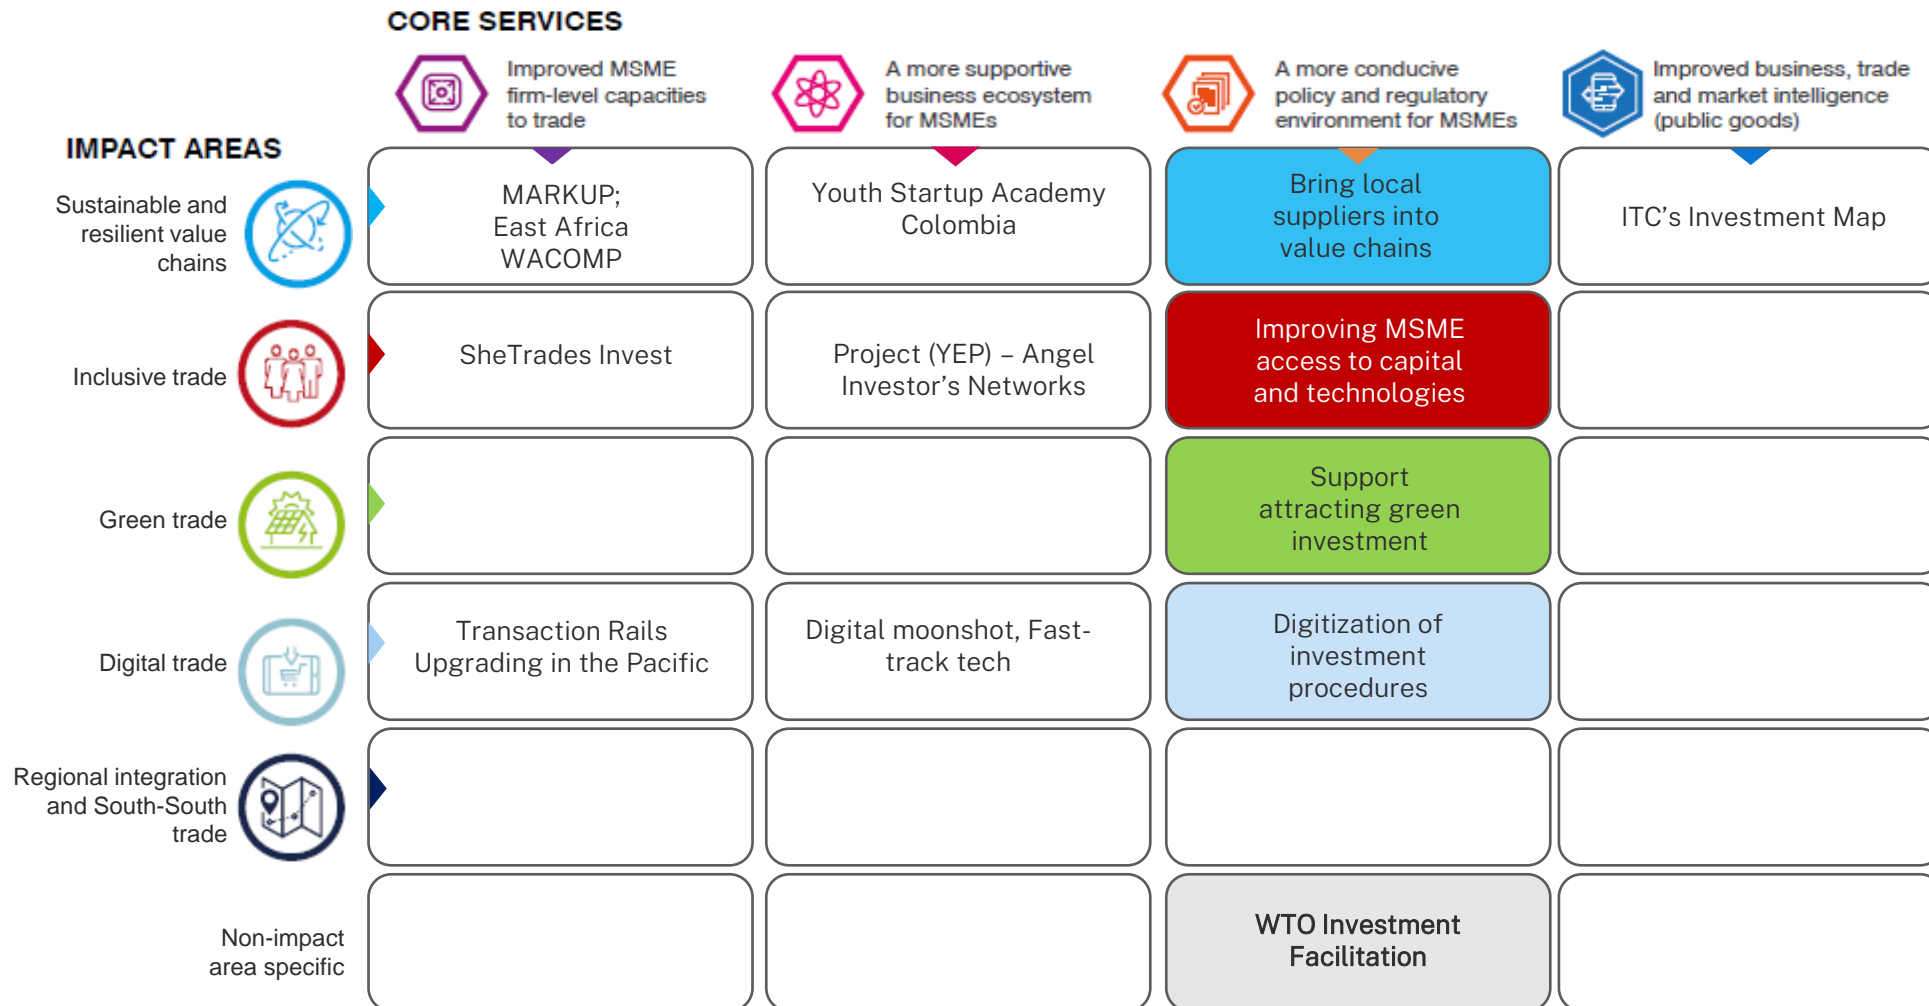 CORE SERVICES
Improved MSME
firm-level capacities
to trade
A more supportive
business ecosystem
for MSMEs
A more conducive
policy and regulatory
environment for MSMEs
Improved business, trade
and market intelligence
(public goods)
IMPACT AREAS
Sustainable and
resilient value
chains
MARKUP;
East Africa
WACOMP
Youth Startup Academy
Colombia
Bring local
suppliers into
value chains
ITC’s Investment Map
Inclusive trade
SheTrades Invest
Project (YEP) – Angel
Investor’s Networks
Improving MSME
access to capital
and technologies
Green trade
Support
attracting green
investment
Digital trade
Transaction Rails
Upgrading in the Pacific
Digital moonshot, Fast-
track tech
Digitization of
investment
procedures
Regional integration
and South-South
trade
Non-impact
area specific
WTO Investment
Facilitation